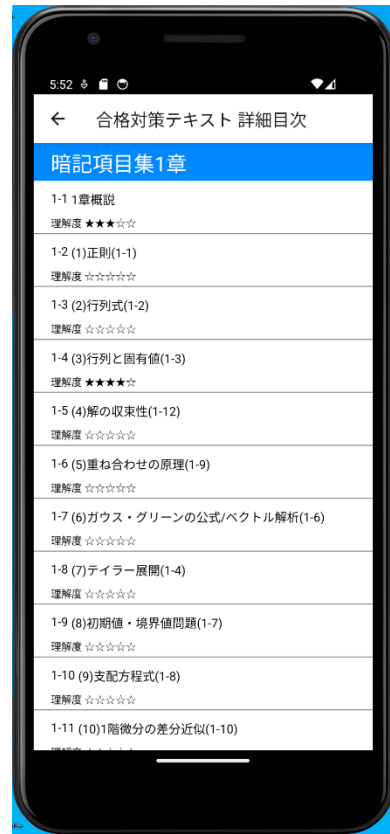 5:52
合格対策テキスト 詳細目次
暗記項目集1章
1-1 1章概説
理解度 ★★★☆☆
1-2 (1)正則(1-1)
理解度 ☆☆☆☆☆
1-3 (2)行列式(1-2)
理解度 ☆☆☆☆☆
1-4 (3)行列と固有値(1-3)
理解度 ★★★★☆
1-5 (4)解の収束性(1-12)
理解度 ☆☆☆☆☆
1-6 (5)重ね合わせの原理(1-9)
理解度 ☆☆☆☆☆
1-7 (6)ガウス・グリーンの公式/ベクトル解析(1-6)
理解度 ☆☆☆☆☆
1-8 (7)テイラー展開(1-4)
理解度 ☆☆☆☆☆
1-9 (8)初期値・境界値問題(1-7)
理解度 ☆☆☆☆☆
1-10 (9)支配方程式(1-8)
理解度 ☆☆☆☆☆
1-11 (10)1階微分の差分近似(1-10)